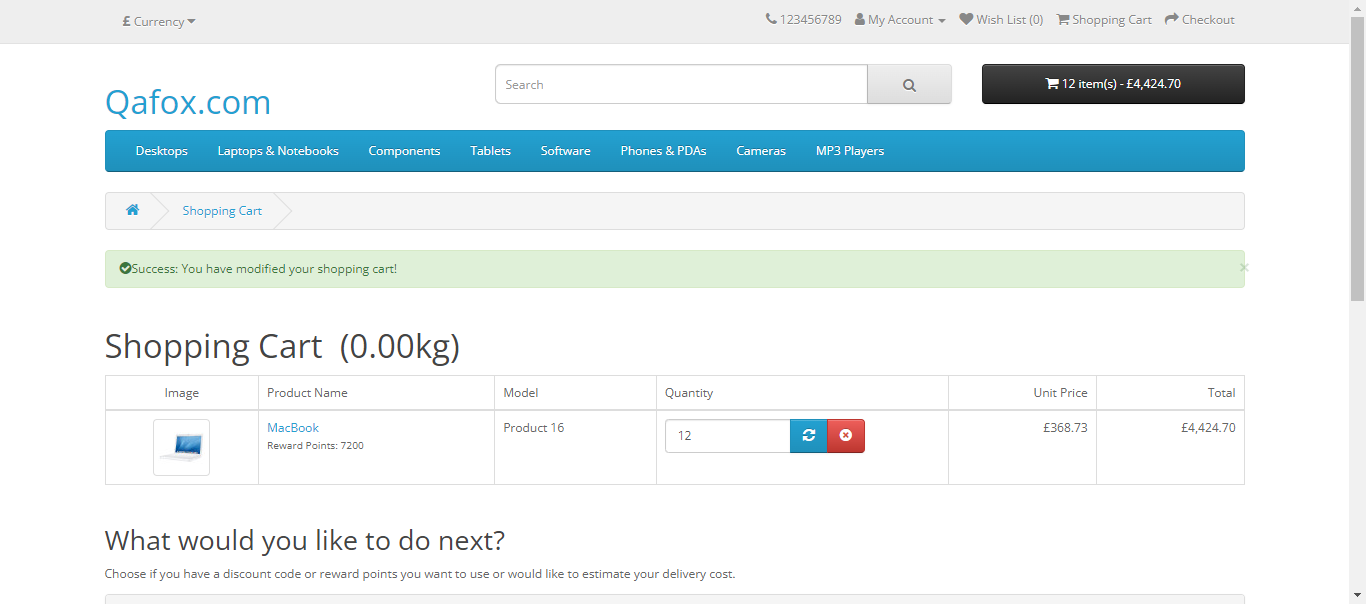 £ Currency
123456789 My Account Wish List (0) Shopping Cart Checkout
Qafox.com
Search
12 item(s) - £4,424.70
Desktops Laptops & Notebooks Components Tablets Software Phones & PDAs Cameras MP3 Players
Shopping Cart
Success: You have modified your shopping cart! ×
Shopping Cart (0.00kg)
Image Product Name Model Quantity Unit Price Total
MacBook Product 16 12 £368.73 £4,424.70
Reward Points: 7200
What would you like to do next?
Choose if you have a discount code or reward points you want to use or would like to estimate your delivery cost.